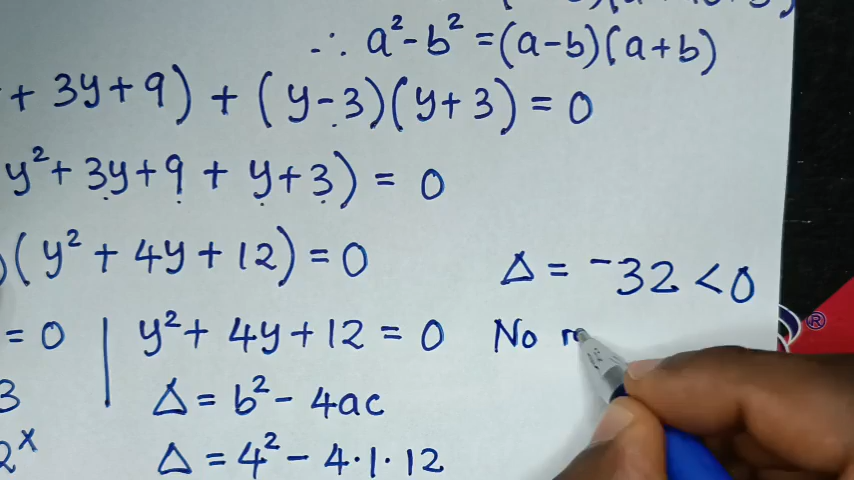 ∴ a² - b² = (a-b)(a+b)
+ 3y + 9) + (y - 3)(y + 3) = 0
y² + 3y + 9 + y + 3) = 0
)(y² + 4y + 12) = 0
Δ = -32 < 0
= 0 | y² + 4y + 12 = 0 No r
3 Δ = b² - 4ac
2ˣ Δ = 4² - 4·1·12
®